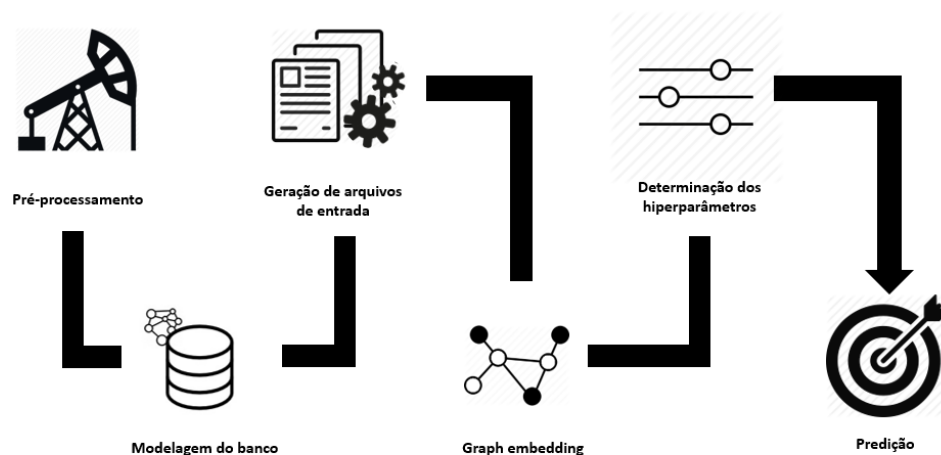 Pré-processamento
Geração de arquivos
de entrada
Determinação dos
hiperparâmetros
Modelagem do banco
Graph embedding
Predição